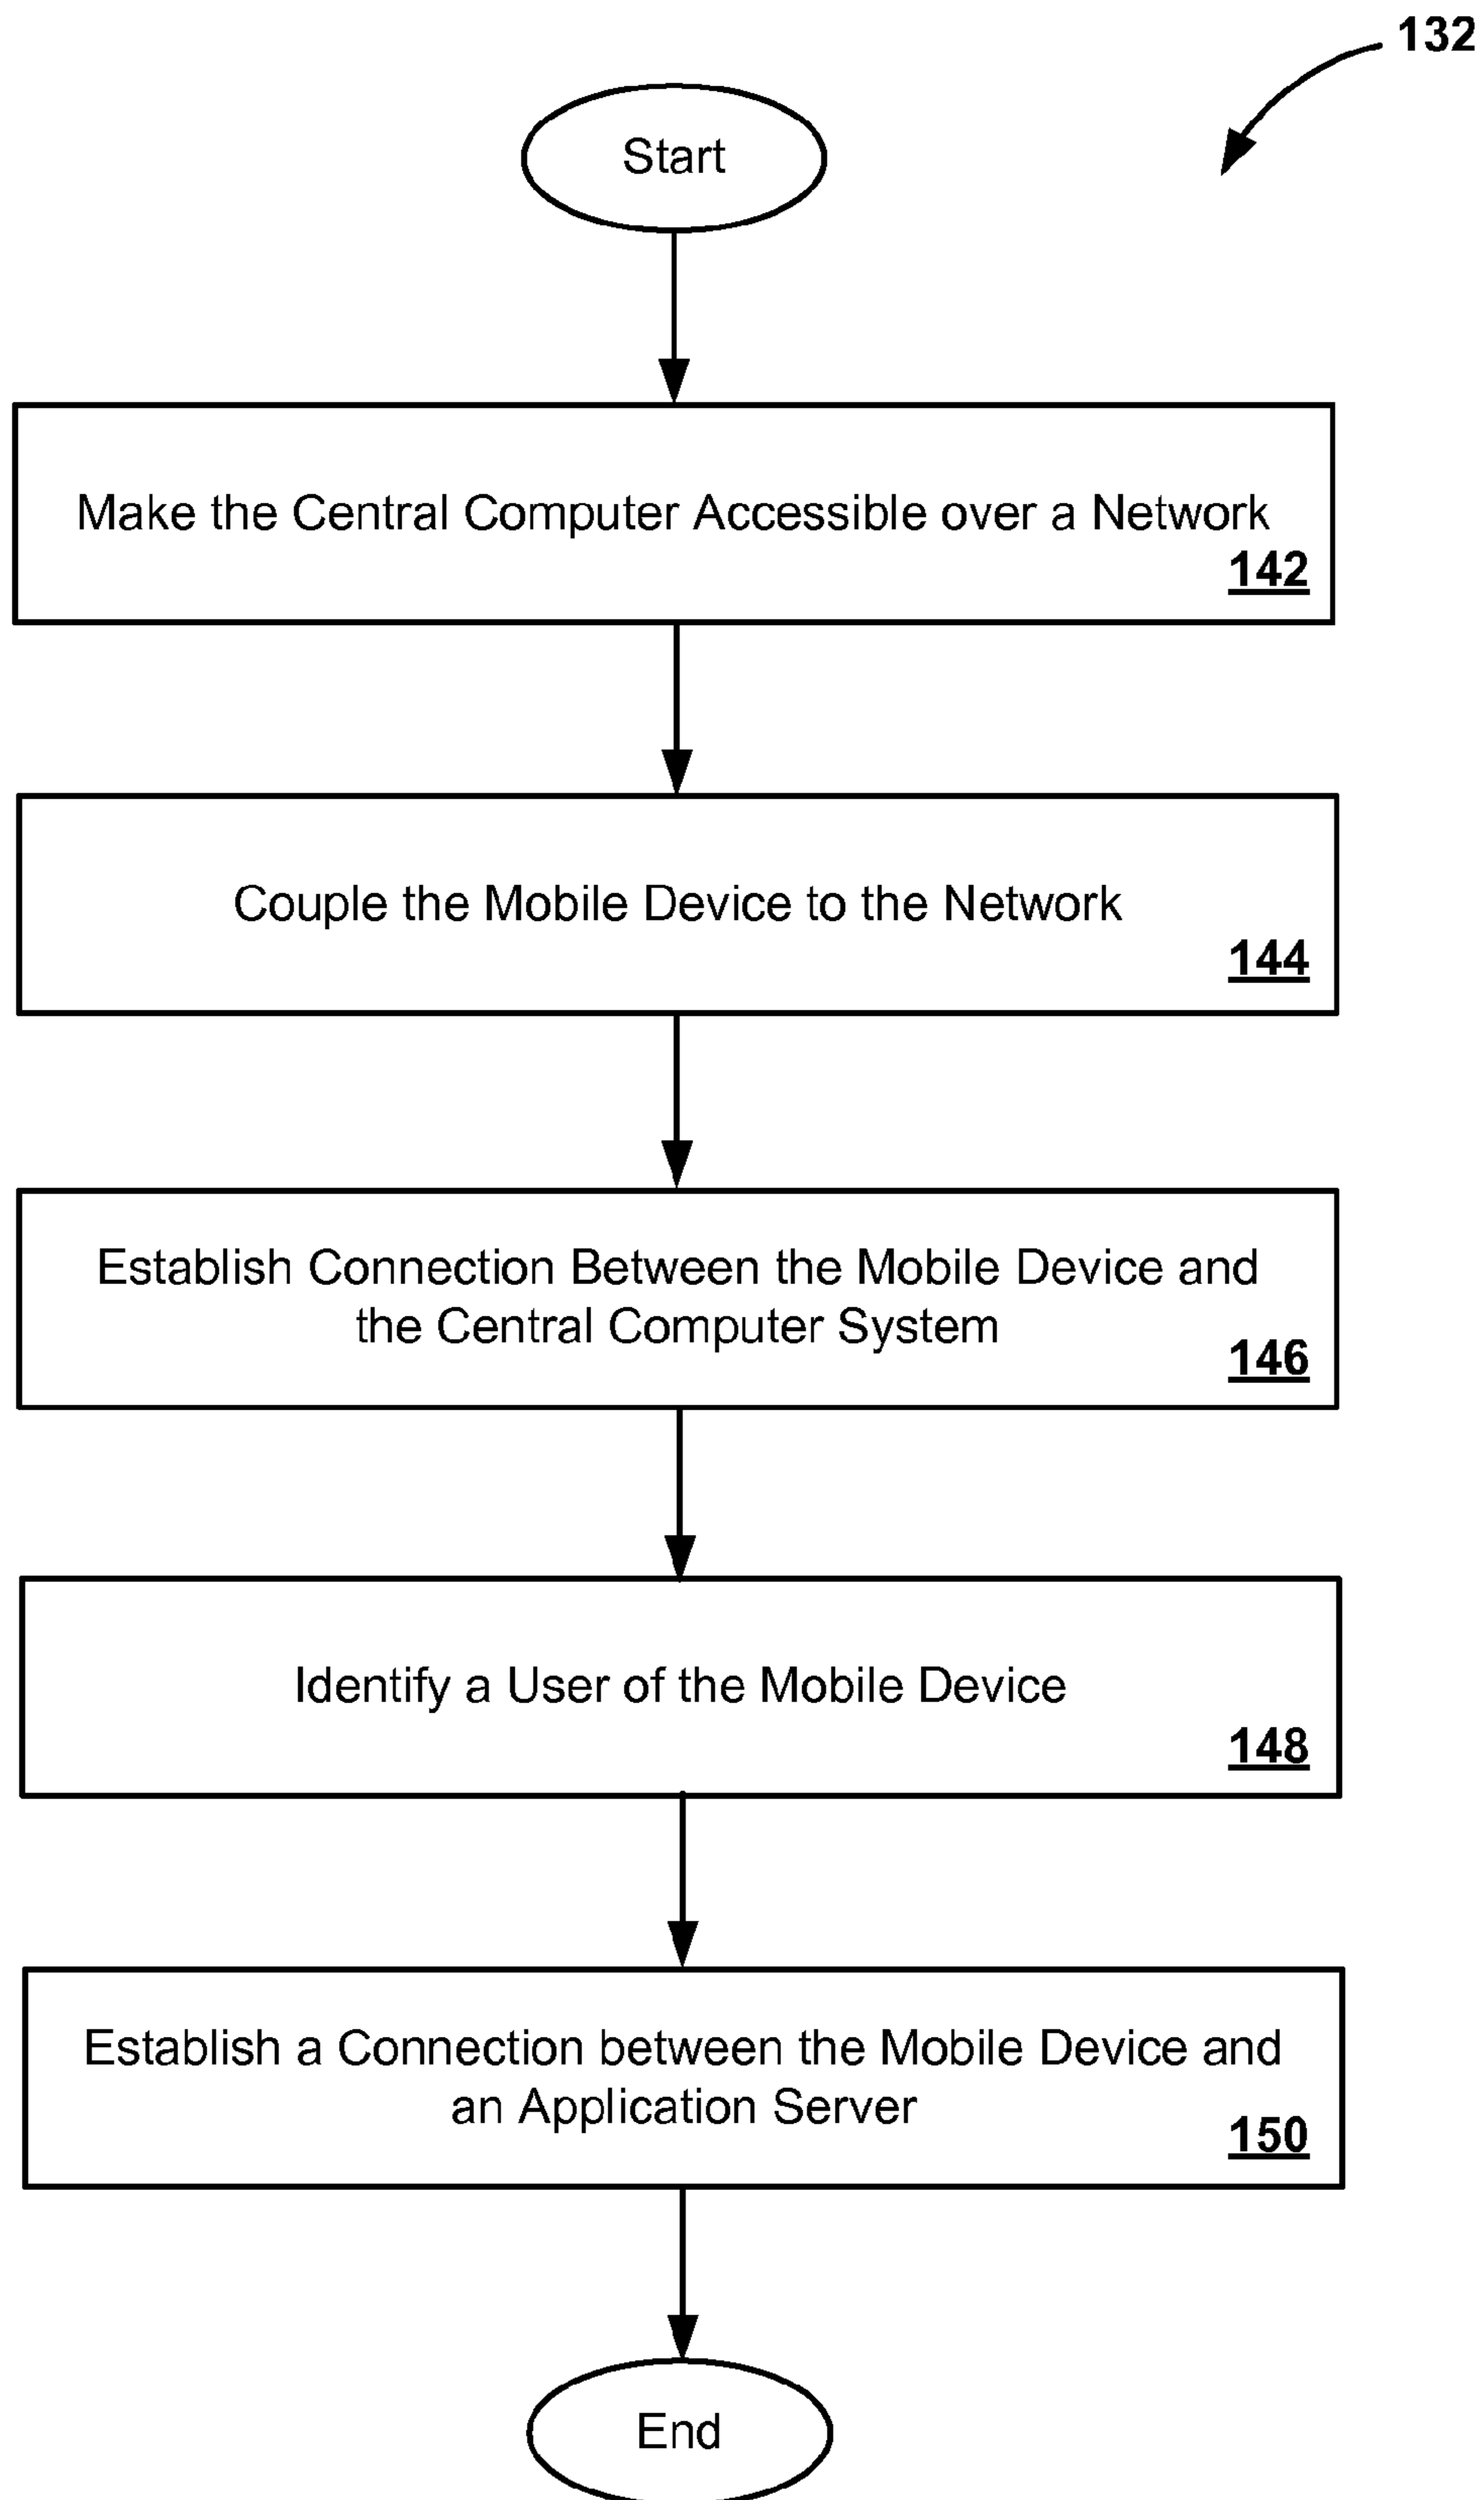 132
Start
Make the Central Computer Accessible over a Network
142
Couple the Mobile Device to the Network
144
Establish Connection Between the Mobile Device and
the Central Computer System
146
Identify a User of the Mobile Device
148
Establish a Connection between the Mobile Device and
an Application Server
150
End